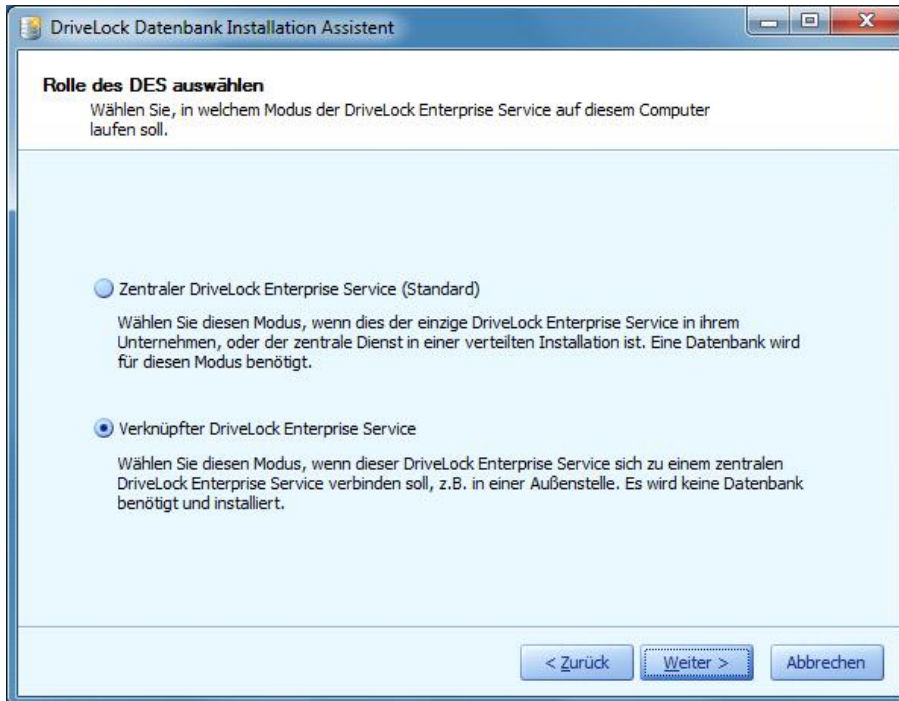 DriveLock Datenbank Installation Assistent
Rolle des DES auswählen
Wählen Sie, in welchem Modus der DriveLock Enterprise Service auf diesem Computer
laufen soll.
Zentraler DriveLock Enterprise Service (Standard)
Wählen Sie diesen Modus, wenn dies der einzige DriveLock Enterprise Service in ihrem
Unternehmen, oder der zentrale Dienst in einer verteilten Installation ist. Eine Datenbank wird
für diesen Modus benötigt.
Verknüpfter DriveLock Enterprise Service
Wählen Sie diesen Modus, wenn dieser DriveLock Enterprise Service sich zu einem zentralen
DriveLock Enterprise Service verbinden soll, z.B. in einer Außenstelle. Es wird keine Datenbank
benötigt und installiert.
< Zurück Weiter > Abbrechen